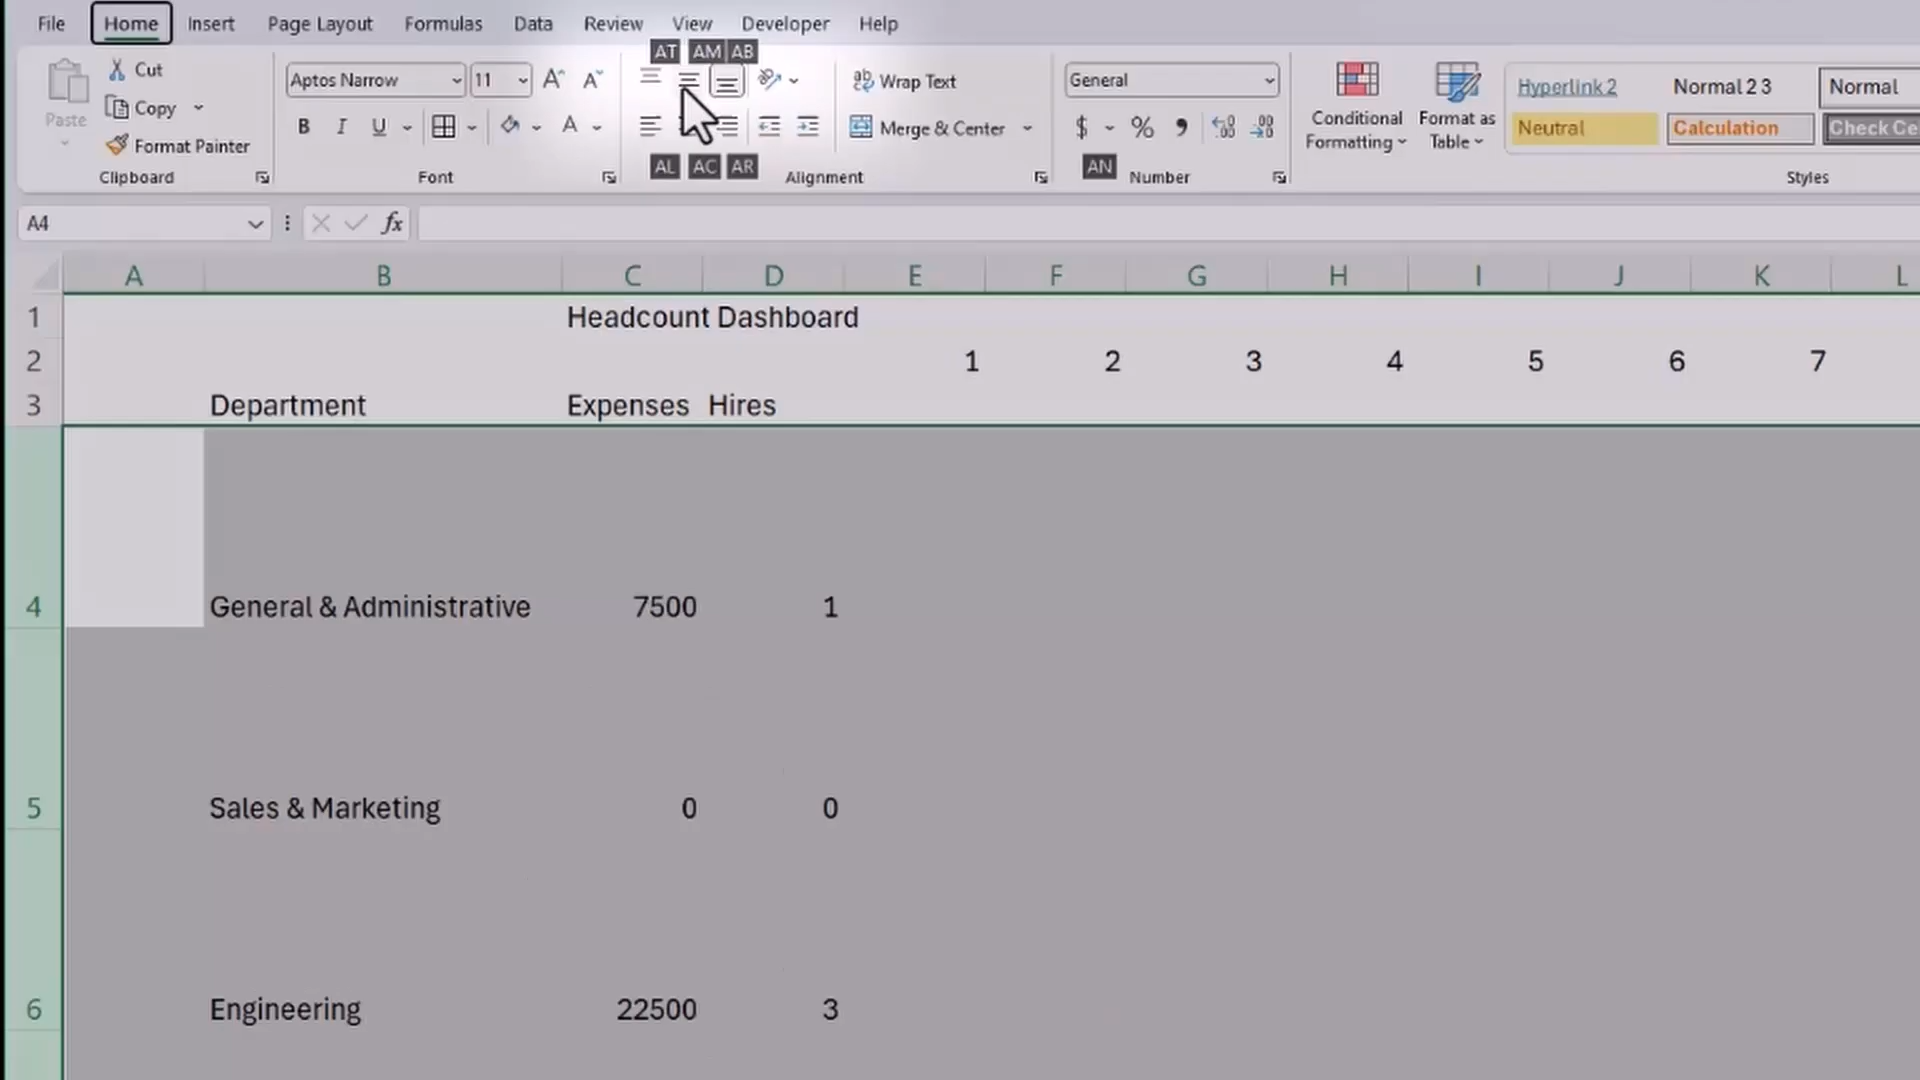 File Home Insert Page Layout Formulas Data Review View Developer Help
AT AM AB
Paste
Cut
Copy
Format Painter
Clipboard
Aptos Narrow 11 A A
B I U A
Font
AL AC AR
ab Wrap Text
Merge & Center
Alignment
General
$ % 9 .00 .00
AN Number
Conditional Formatting
Format as Table
Hyperlink 2 Normal 2 3 Normal
Neutral Calculation Check Ce
Styles
A4 fx
A B C D E F G H I J K L
1 Headcount Dashboard
2 1 2 3 4 5 6 7
3 Department Expenses Hires
4 General & Administrative 7500 1
5 Sales & Marketing 0 0
6 Engineering 22500 3